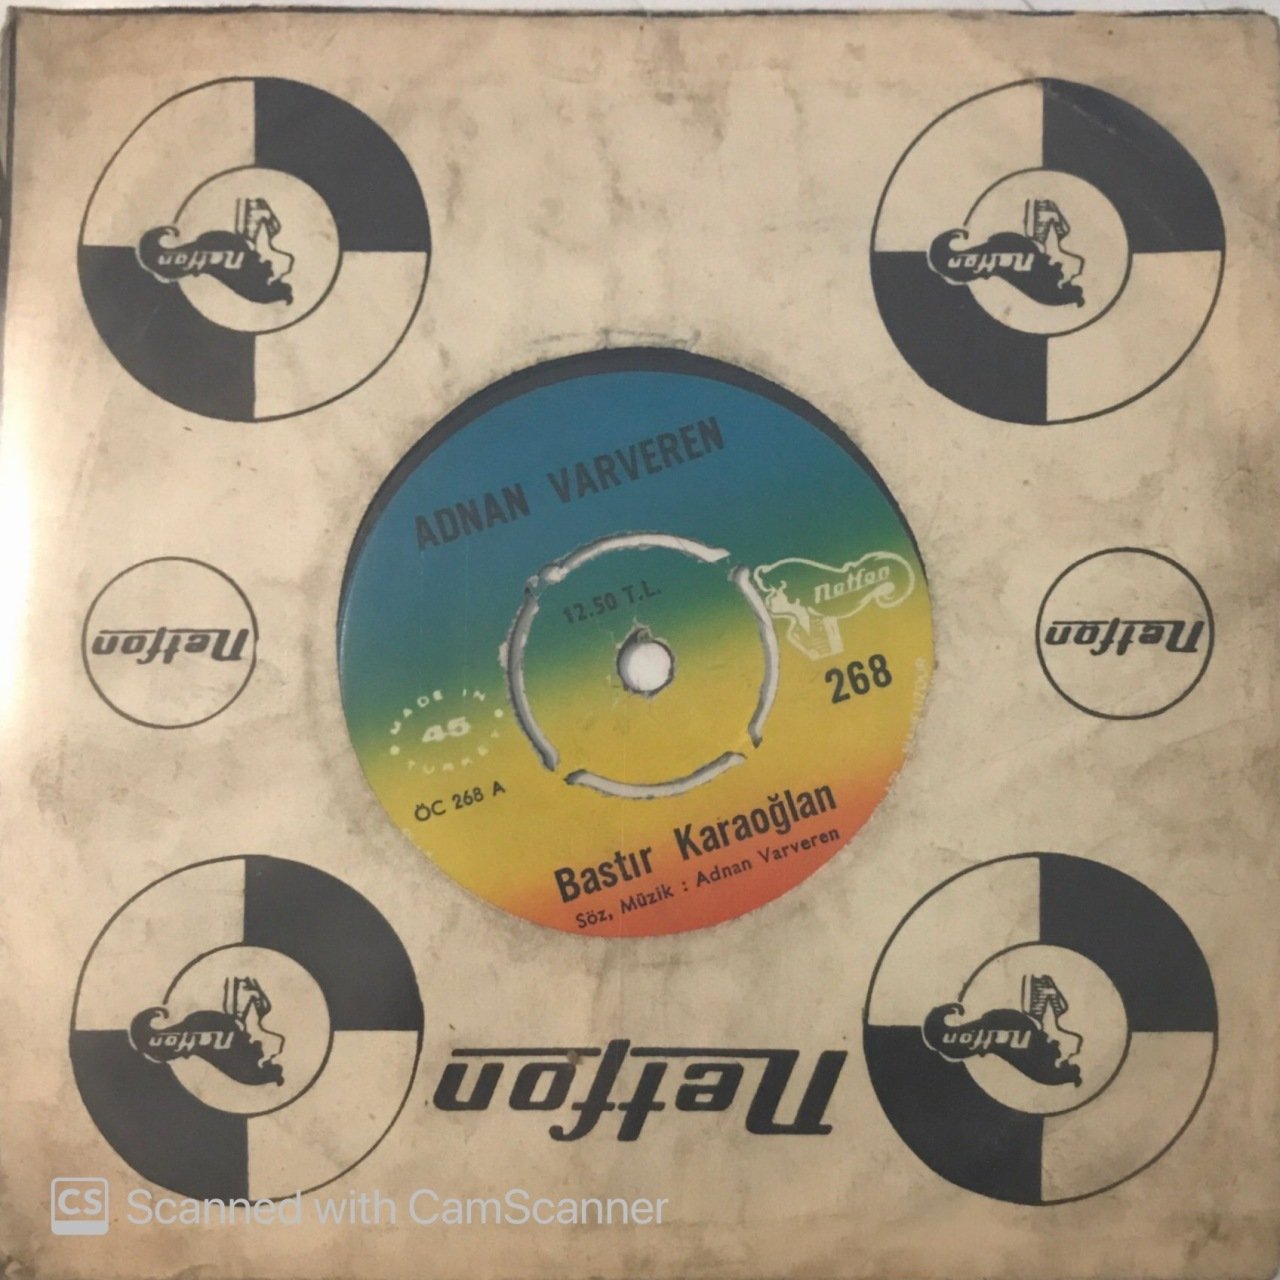 netfon
netfon
ADNAN VARVEREN
12.50 T.L.
netfon
268
MADE IN
45
TURKEY
ÖC 268 A
Bastır Karaoğlan
Söz, Müzik : Adnan Varveren
netfon
netfon
netfon
netfon
netfon
CS Scanned with CamScanner